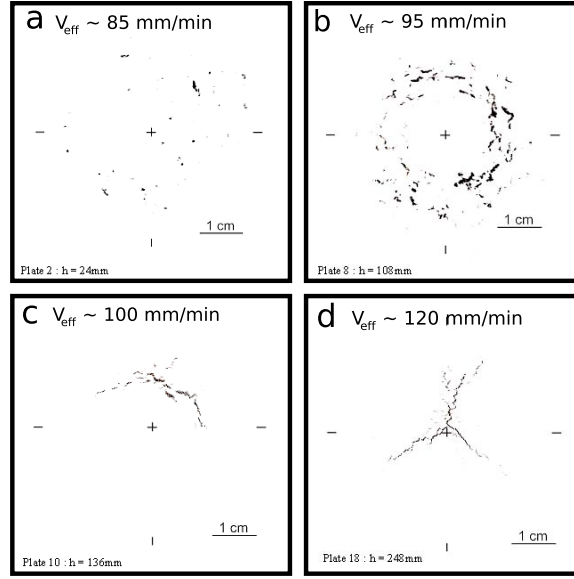 a V_eff ~ 85 mm/min
1 cm
Plate 2 : h = 24mm
b V_eff ~ 95 mm/min
1 cm
Plate 8 : h = 108mm
c V_eff ~ 100 mm/min
1 cm
Plate 10 : h = 136mm
d V_eff ~ 120 mm/min
1 cm
Plate 18 : h = 248mm